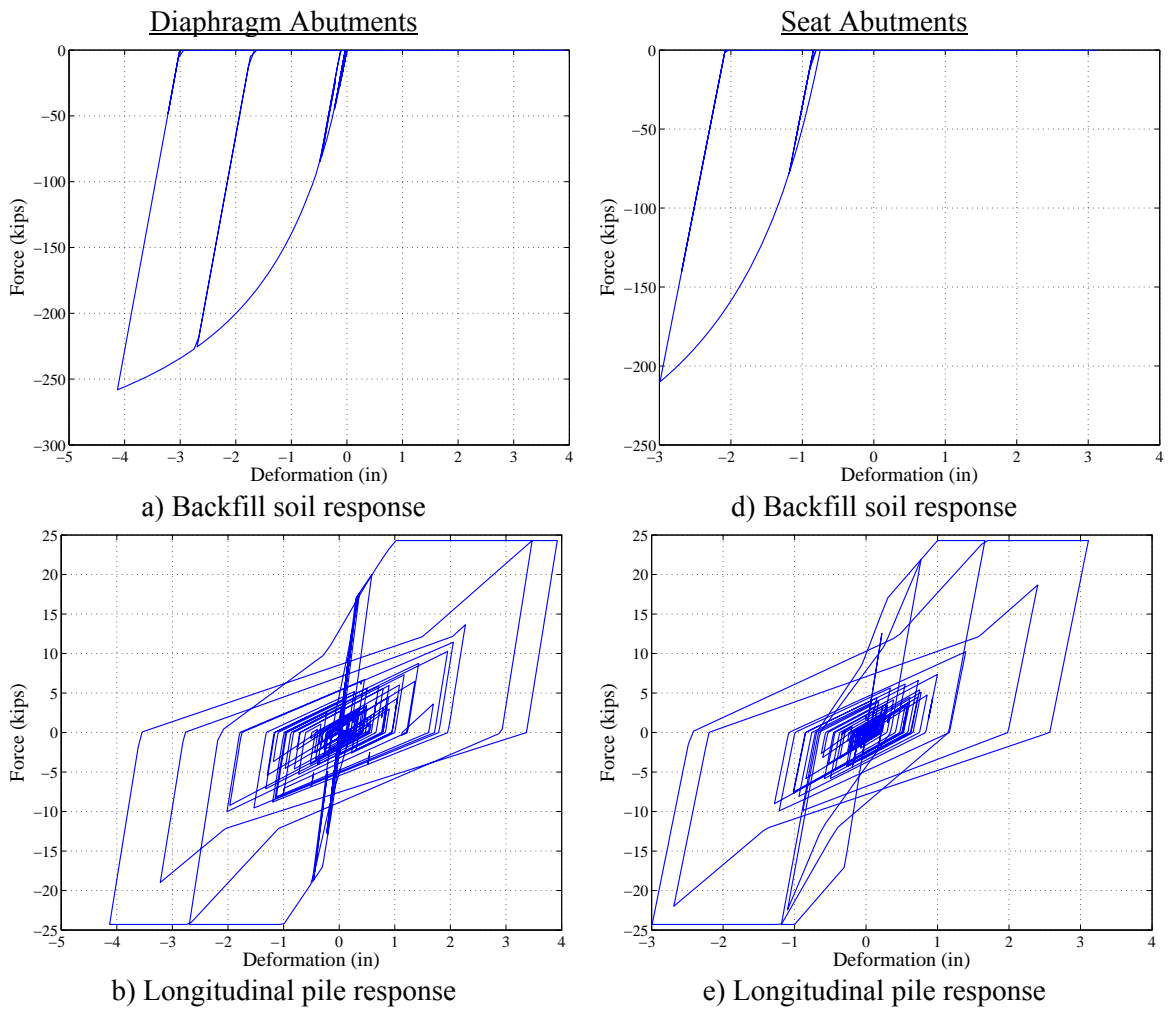 Diaphragm Abutments
Seat Abutments
0
−50
−100
−150
−200
−250
−300
Force (kips)
−5 −4 −3 −2 −1 0 1 2 3 4
Deformation (in)
a) Backfill soil response
0
−50
−100
−150
−200
−250
Force (kips)
−3 −2 −1 0 1 2 3 4
Deformation (in)
d) Backfill soil response
25
20
15
10
5
0
−5
−10
−15
−20
−25
Force (kips)
−5 −4 −3 −2 −1 0 1 2 3 4
Deformation (in)
b) Longitudinal pile response
25
20
15
10
5
0
−5
−10
−15
−20
−25
Force (kips)
−3 −2 −1 0 1 2 3 4
Deformation (in)
e) Longitudinal pile response